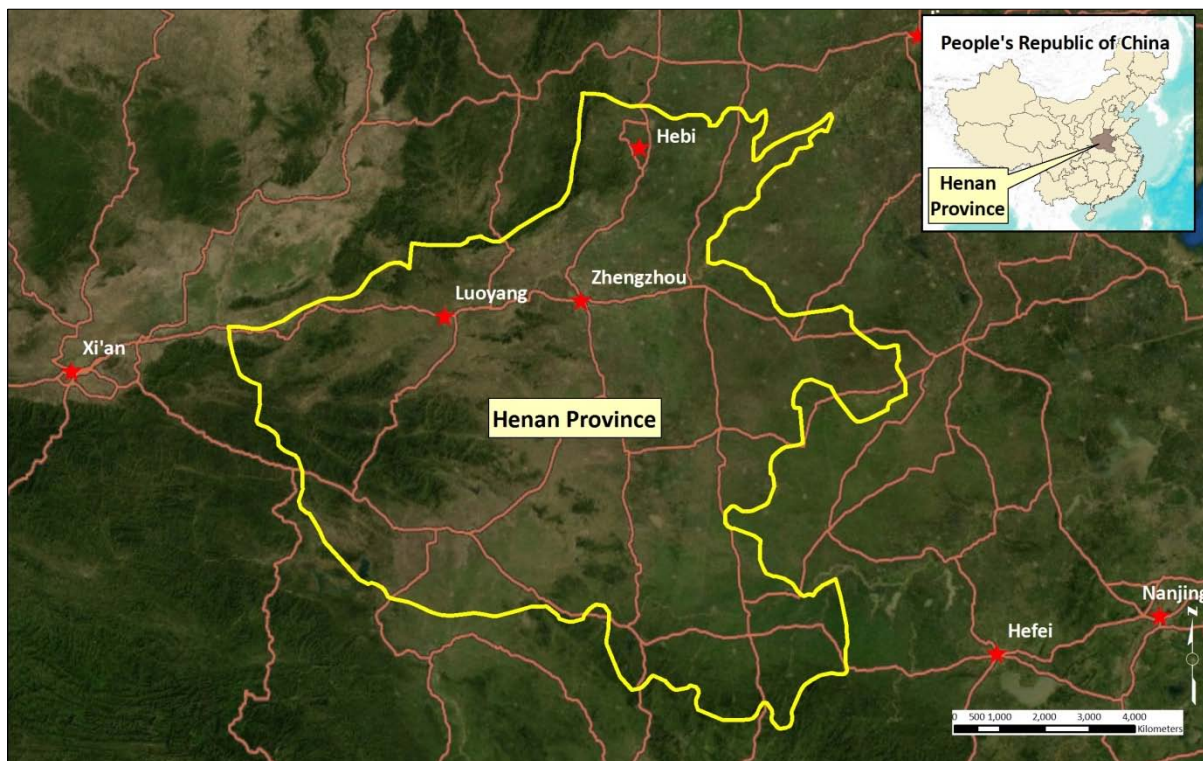 People's Republic of China
Henan
Province
Hebi
Zhengzhou
Luoyang
Xi'an
Henan Province
Nanjing
Hefei
N
0 500 1,000 2,000 3,000 4,000
Kilometers